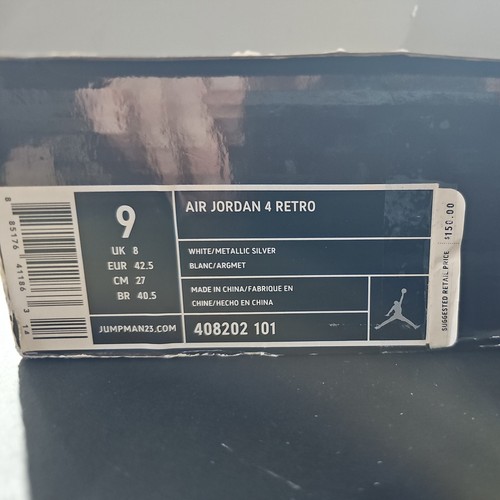 9
UK 8
EUR 42.5
CM 27
BR 40.5
JUMPMAN23.COM
AIR JORDAN 4 RETRO
WHITE/METALLIC SILVER
BLANC/ARGMET
MADE IN CHINA/FABRIQUE EN
CHINE/HECHO EN CHINA
408202 101
SUGGESTED RETAIL PRICE $150.00